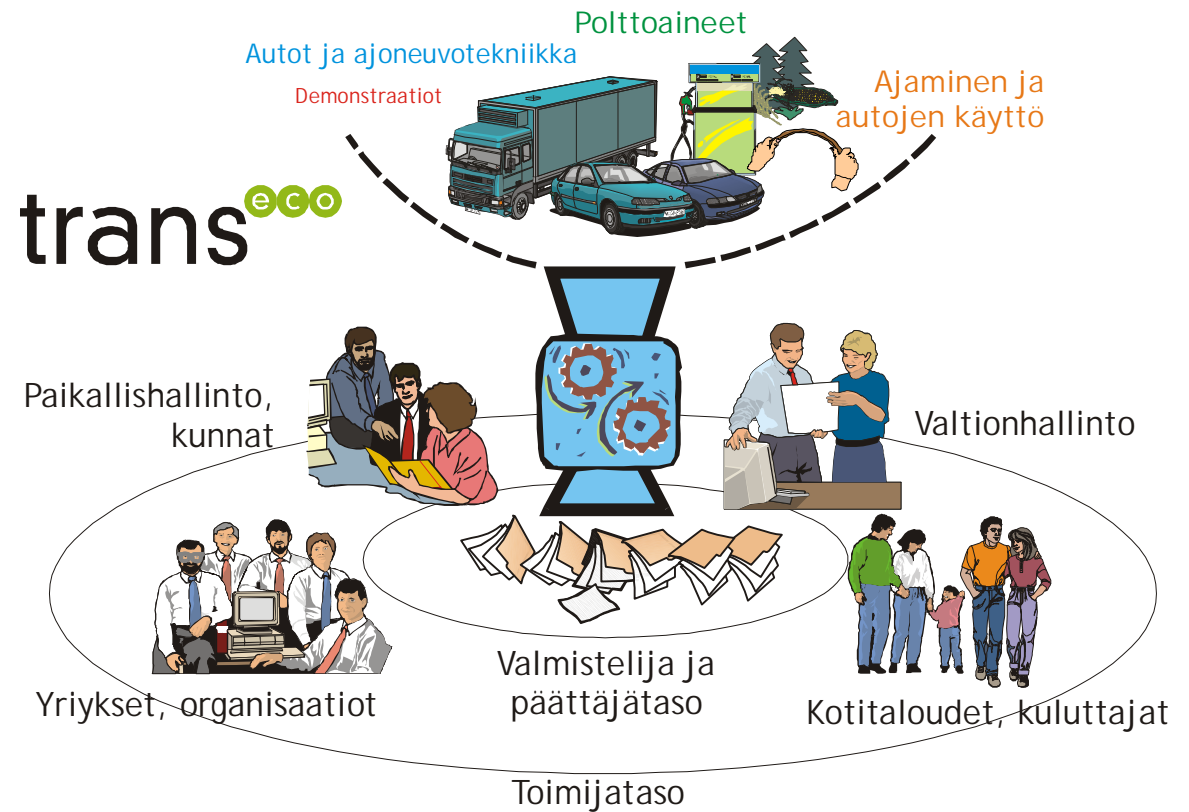 Polttoaineet
Autot ja ajoneuvotekniikka
Demonstraatiot
Ajaminen ja
autojen käyttö
trans eco
Paikallishallinto,
kunnat
Valtionhallinto
Yriykset, organisaatiot
Valmistelija ja
päättäjätaso
Kotitaloudet, kuluttajat
Toimijataso